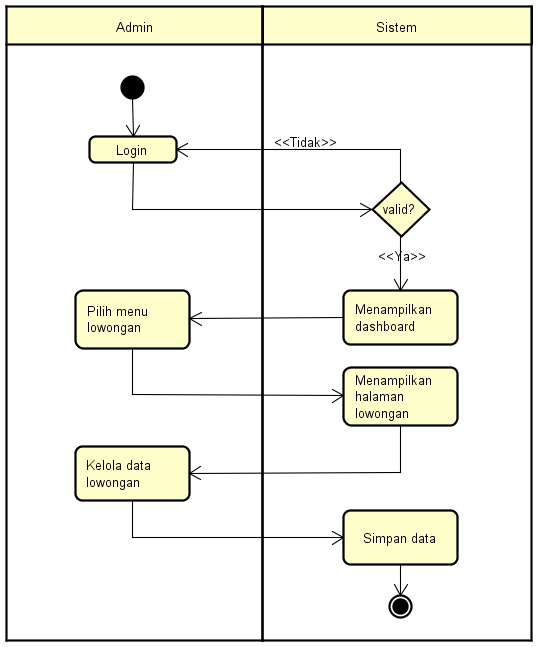 Admin
Sistem
Login
<<Tidak>>
valid?
<<Ya>>
Pilih menu
lowongan
Menampilkan
dashboard
Menampilkan
halaman
lowongan
Kelola data
lowongan
Simpan data